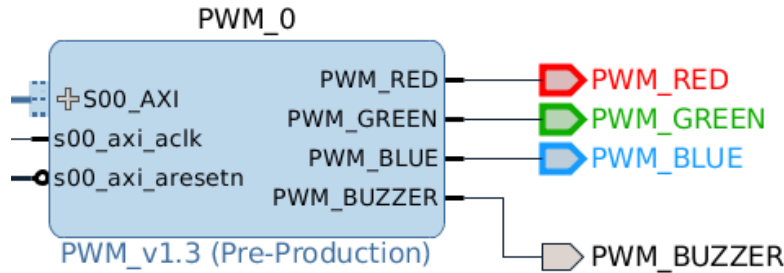 PWM_0
S00_AXI
s00_axi_aclk
s00_axi_aresetn
PWM_RED
PWM_GREEN
PWM_BLUE
PWM_BUZZER
PWM_RED
PWM_GREEN
PWM_BLUE
PWM_BUZZER
PWM_v1.3 (Pre-Production)